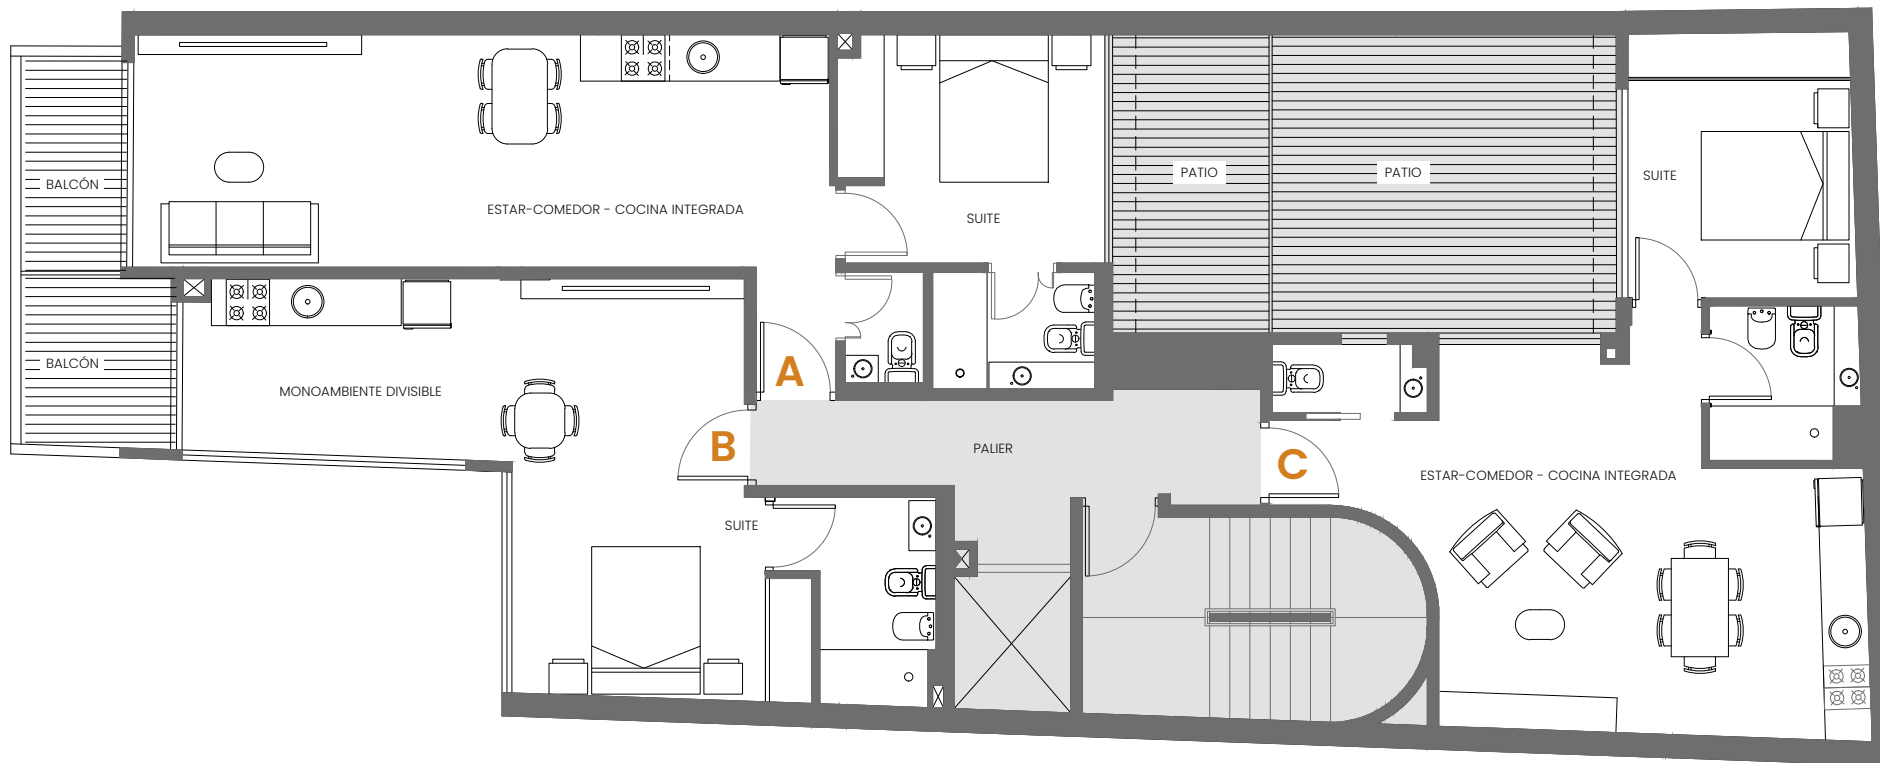 PATIO
PATIO
SUITE
BALCÓN
ESTAR-COMEDOR - COCINA INTEGRADA
SUITE
BALCÓN
A
MONOAMBIENTE DIVISIBLE
B
PALIER
C
ESTAR-COMEDOR - COCINA INTEGRADA
SUITE